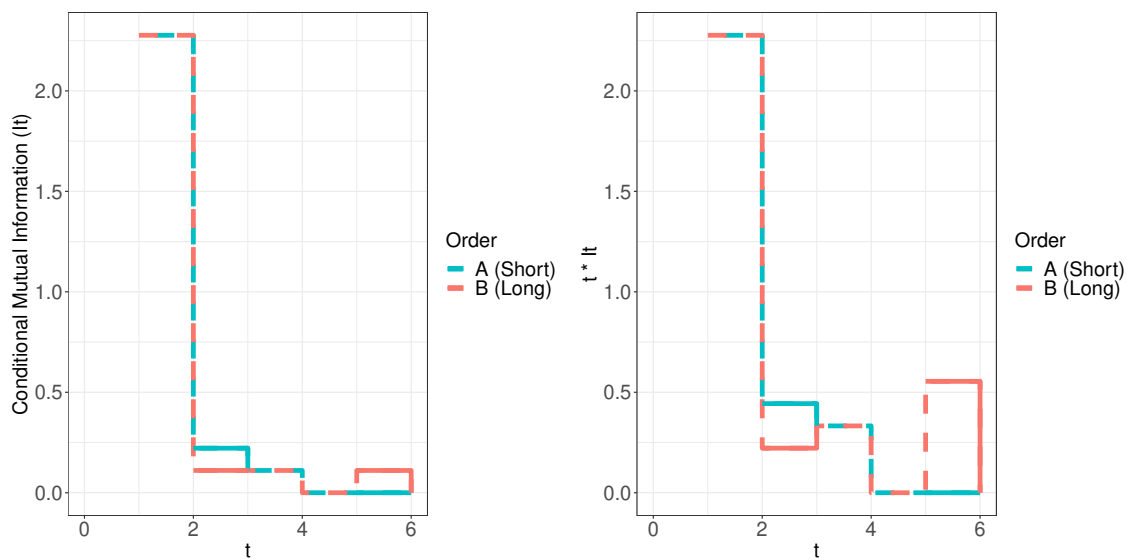 Conditional Mutual Information (It)
2.0
1.5
1.0
0.5
0.0
0
2
4
6
t
Order
A (Short)
B (Long)
t * It
2.0
1.5
1.0
0.5
0.0
0
2
4
6
t
Order
A (Short)
B (Long)